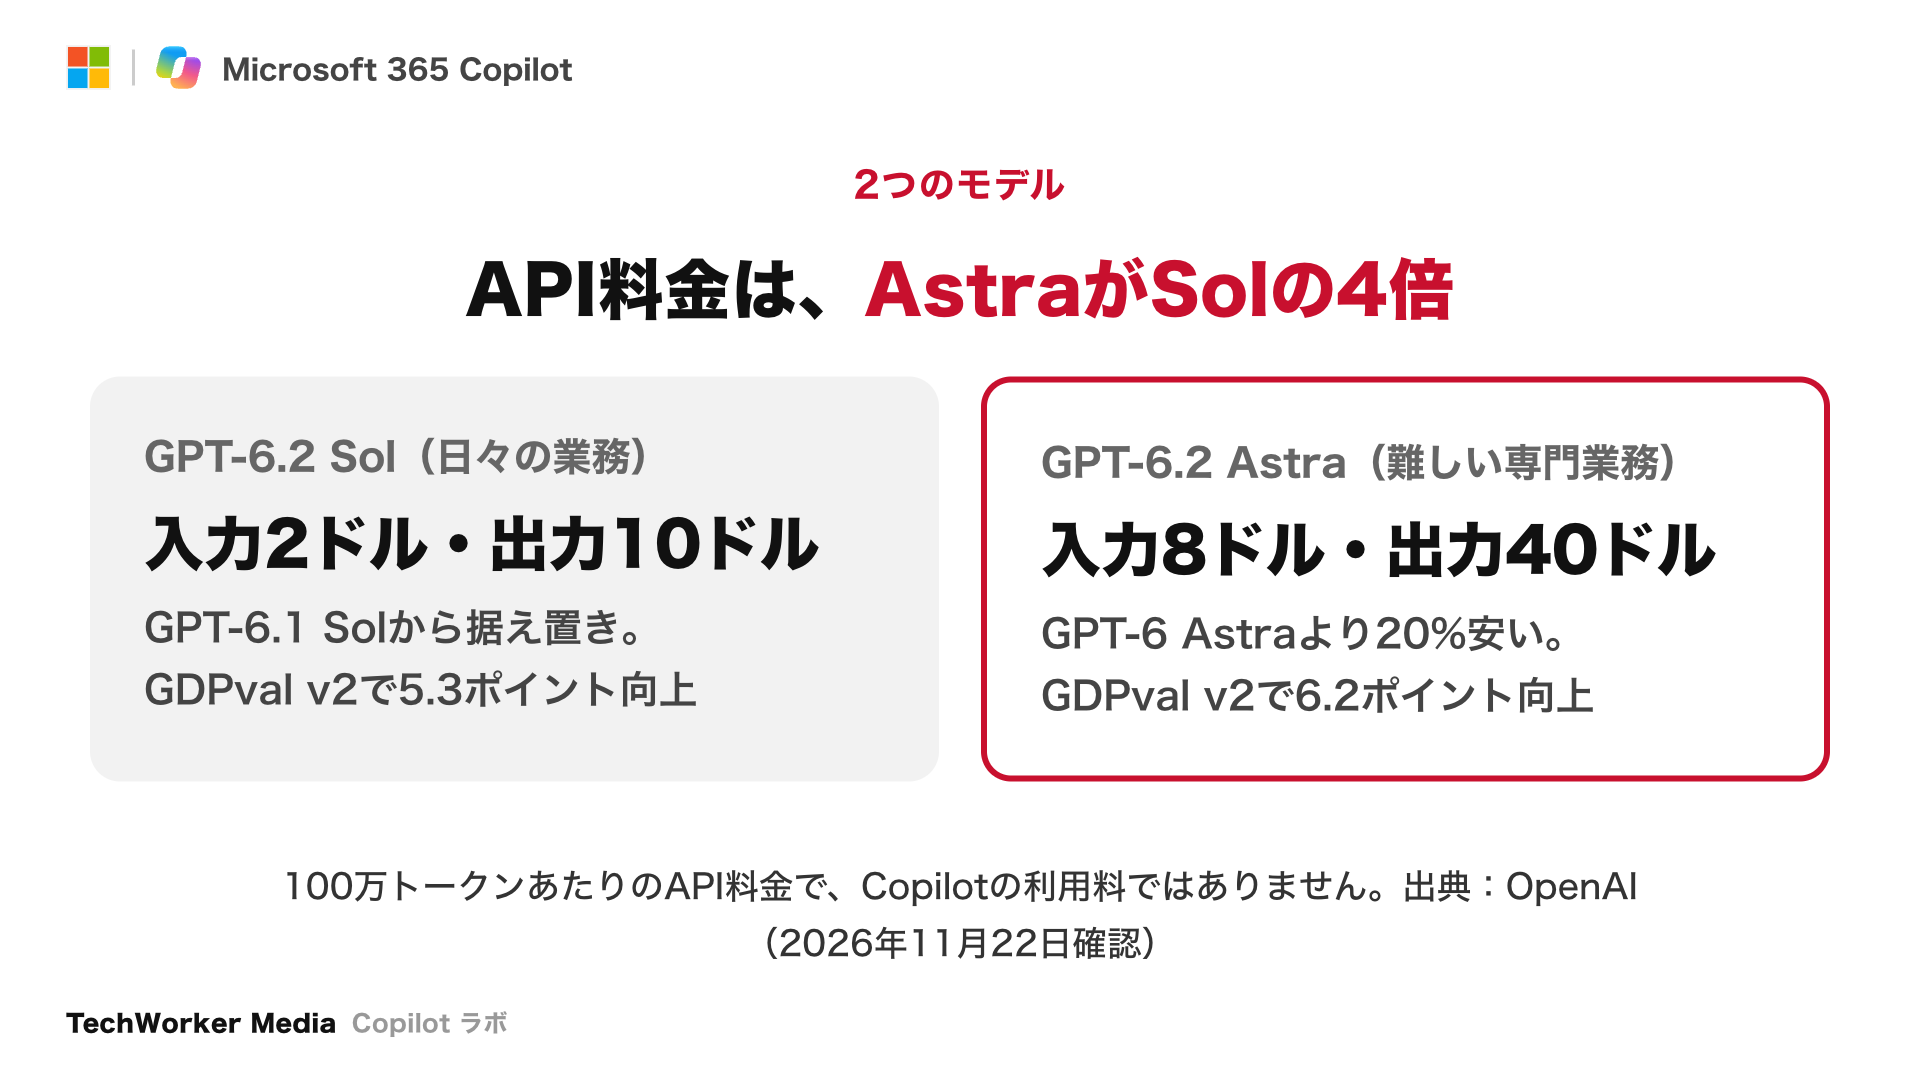 Microsoft 365 Copilot
2つのモデル
API料金は、AstraがSolの4倍
GPT-6.2 Sol（日々の業務）
入力2ドル・出力10ドル
GPT-6.1 Solから据え置き。
GDPval v2で5.3ポイント向上
GPT-6.2 Astra（難しい専門業務）
入力8ドル・出力40ドル
GPT-6 Astraより20%安い。
GDPval v2で6.2ポイント向上
100万トークンあたりのAPI料金で、Copilotの利用料ではありません。出典：OpenAI
（2026年11月22日確認）
TechWorker Media Copilot ラボ